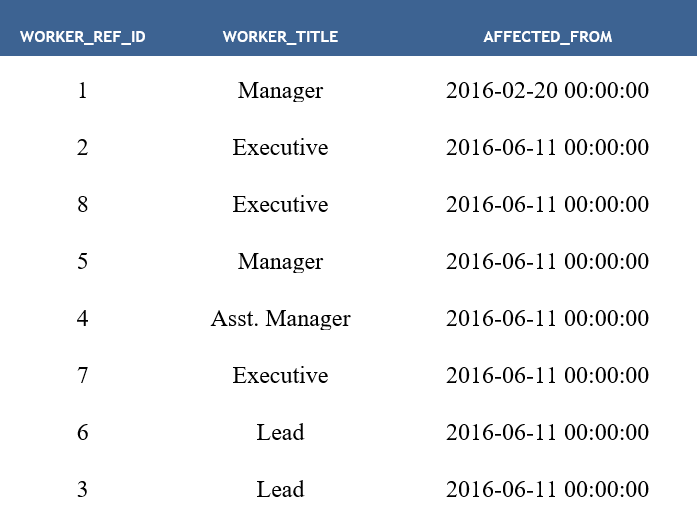 WORKER_REF_ID WORKER_TITLE AFFECTED_FROM
1 Manager 2016-02-20 00:00:00
2 Executive 2016-06-11 00:00:00
8 Executive 2016-06-11 00:00:00
5 Manager 2016-06-11 00:00:00
4 Asst. Manager 2016-06-11 00:00:00
7 Executive 2016-06-11 00:00:00
6 Lead 2016-06-11 00:00:00
3 Lead 2016-06-11 00:00:00